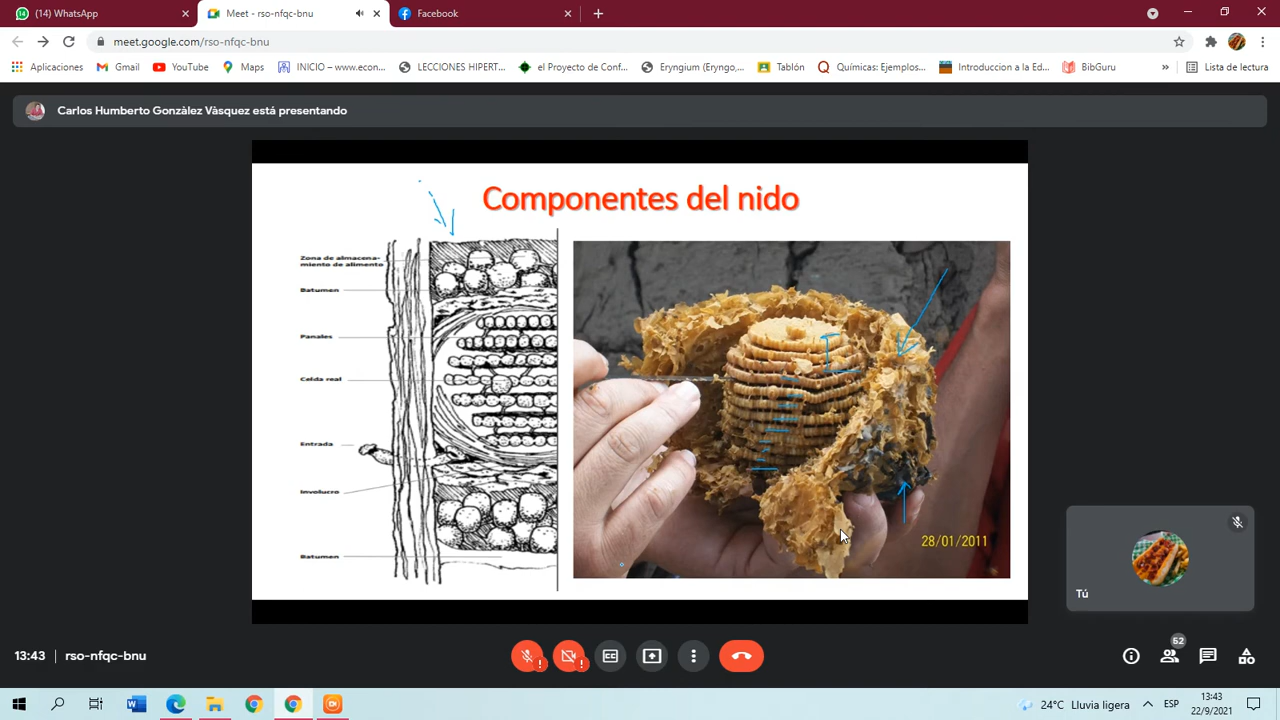 (14) WhatsApp
Meet - rso-nfqc-bnu
Facebook
meet.google.com/rso-nfqc-bnu
Aplicaciones
Gmail
YouTube
Maps
INICIO – www.econ...
LECCIONES HIPERT...
el Proyecto de Conf...
Eryngium (Eryngo,...
Tablón
Químicas: Ejemplos...
Introduccion a la Ed...
BibGuru
»
Lista de lectura
Carlos Humberto Gonzàlez Vàsquez está presentando
Componentes del nido
Zona de almacena-
miento de alimento
Batumen
Panales
Celda real
Entrada
Involucro
Batumen
28/01/2011
Tú
13:43 | rso-nfqc-bnu
52
24°C Lluvia ligera
ESP
13:43
22/9/2021